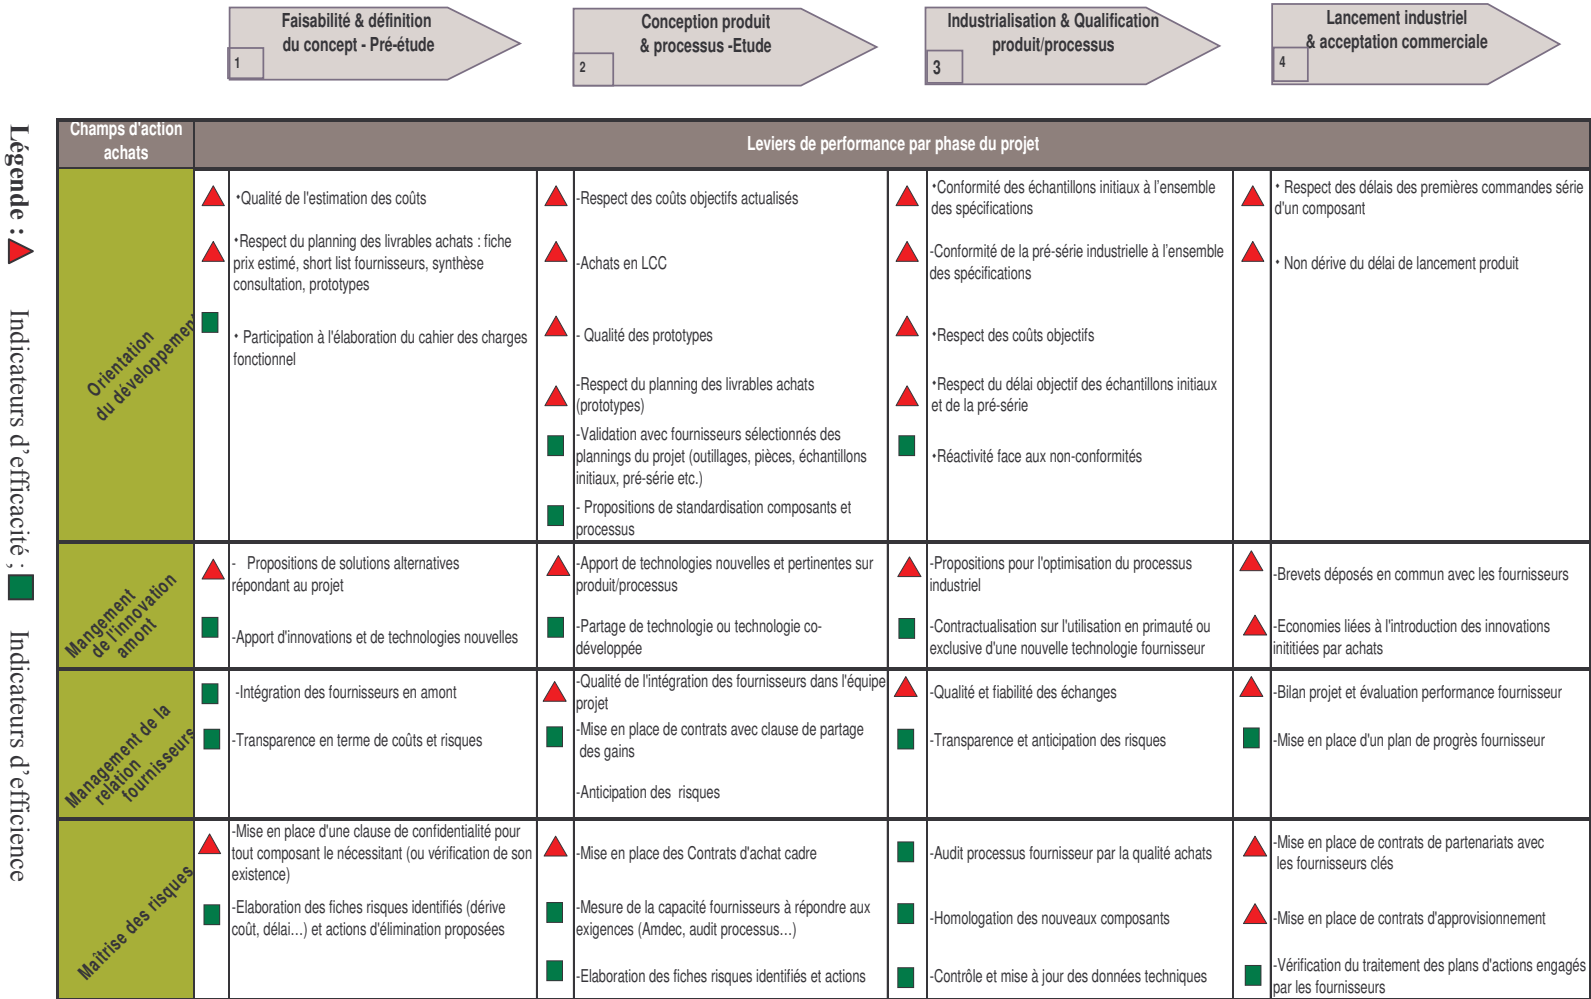 Faisabilité & définition
du concept - Pré-étude
1
Conception produit
& processus -Etude
2
Industrialisation & Qualification
produit/processus
3
Lancement industriel
& acceptation commerciale
4
Légende :
Indicateurs d'efficacité ;
Indicateurs d'efficience
Champs d'action
achats
Leviers de performance par phase du projet
Orientation
du développement
•Qualité de l'estimation des coûts
•Respect du planning des livrables achats : fiche
prix estimé, short list fournisseurs, synthèse
consultation, prototypes
• Participation à l'élaboration du cahier des charges
fonctionnel
-Respect des coûts objectifs actualisés
-Achats en LCC
- Qualité des prototypes
-Respect du planning des livrables achats
(prototypes)
-Validation avec fournisseurs sélectionnés des
plannings du projet (outillages, pièces, échantillons
initiaux, pré-série etc.)
- Propositions de standardisation composants et
processus
•Conformité des échantillons initiaux à l'ensemble
des spécifications
-Conformité de la pré-série industrielle à l'ensemble
des spécifications
•Respect des coûts objectifs
•Respect du délai objectif des échantillons initiaux
et de la pré-série
•Réactivité face aux non-conformités
• Respect des délais des premières commandes série
d'un composant
• Non dérive du délai de lancement produit
Mangement
de l'innovation
amont
- Propositions de solutions alternatives
répondant au projet
-Apport d'innovations et de technologies nouvelles
-Apport de technologies nouvelles et pertinentes sur
produit/processus
-Partage de technologie ou technologie co-
développée
-Propositions pour l'optimisation du processus
industriel
-Contractualisation sur l'utilisation en primauté ou
exclusive d'une nouvelle technologie fournisseur
-Brevets déposés en commun avec les fournisseurs
-Economies liées à l'introduction des innovations
inititiées par achats
Management de la
relation
fournisseurs
-Intégration des fournisseurs en amont
-Transparence en terme de coûts et risques
-Qualité de l'intégration des fournisseurs dans l'équipe
projet
-Mise en place de contrats avec clause de partage
des gains
-Anticipation des risques
-Qualité et fiabilité des échanges
-Transparence et anticipation des risques
-Bilan projet et évaluation performance fournisseur
-Mise en place d'un plan de progrès fournisseur
Maîtrise des risques
-Mise en place d'une clause de confidentialité pour
tout composant le nécessitant (ou vérification de son
existence)
-Elaboration des fiches risques identifiés (dérive
coût, délai...) et actions d'élimination proposées
-Mise en place des Contrats d'achat cadre
-Mesure de la capacité fournisseurs à répondre aux
exigences (Amdec, audit processus...)
-Elaboration des fiches risques identifiés et actions
-Audit processus fournisseur par la qualité achats
-Homologation des nouveaux composants
-Contrôle et mise à jour des données techniques
-Mise en place de contrats de partenariats avec
les fournisseurs clés
-Mise en place de contrats d'approvisionnement
-Vérification du traitement des plans d'actions engagés
par les fournisseurs